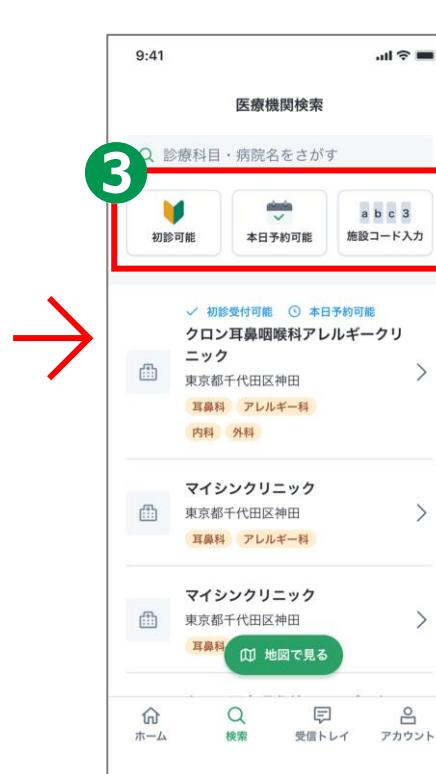 9:41
医療機関検索
3
診療科目・病院名をさがす
a b c 3
初診可能 本日予約可能 施設コード入力
初診受付可能 本日予約可能
クロン耳鼻咽喉科アレルギークリ
ニック
東京都千代田区神田
耳鼻科 アレルギー科
内科 外科
マイシンクリニック
東京都千代田区神田
耳鼻科 アレルギー科
マイシンクリニック
東京都千代田区神田
耳鼻科
地図で見る
ホーム 検索 受信トレイ アカウント